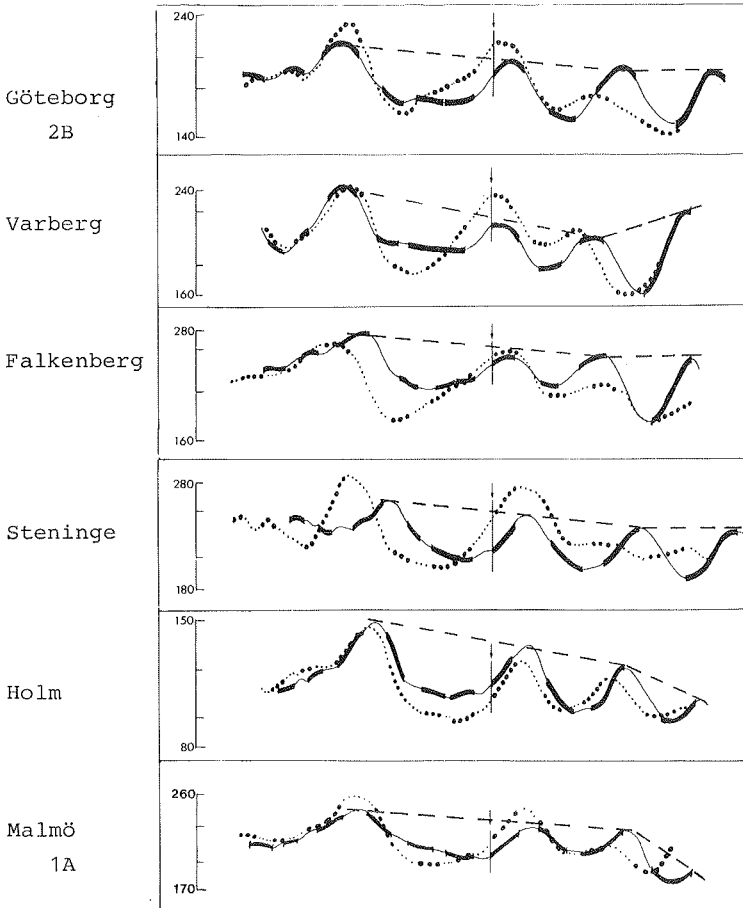 240
Göteborg
2B
140
240
Varberg
160
280
Falkenberg
160
280
Steninge
180
150
Holm
80
260
Malmö
1A
170